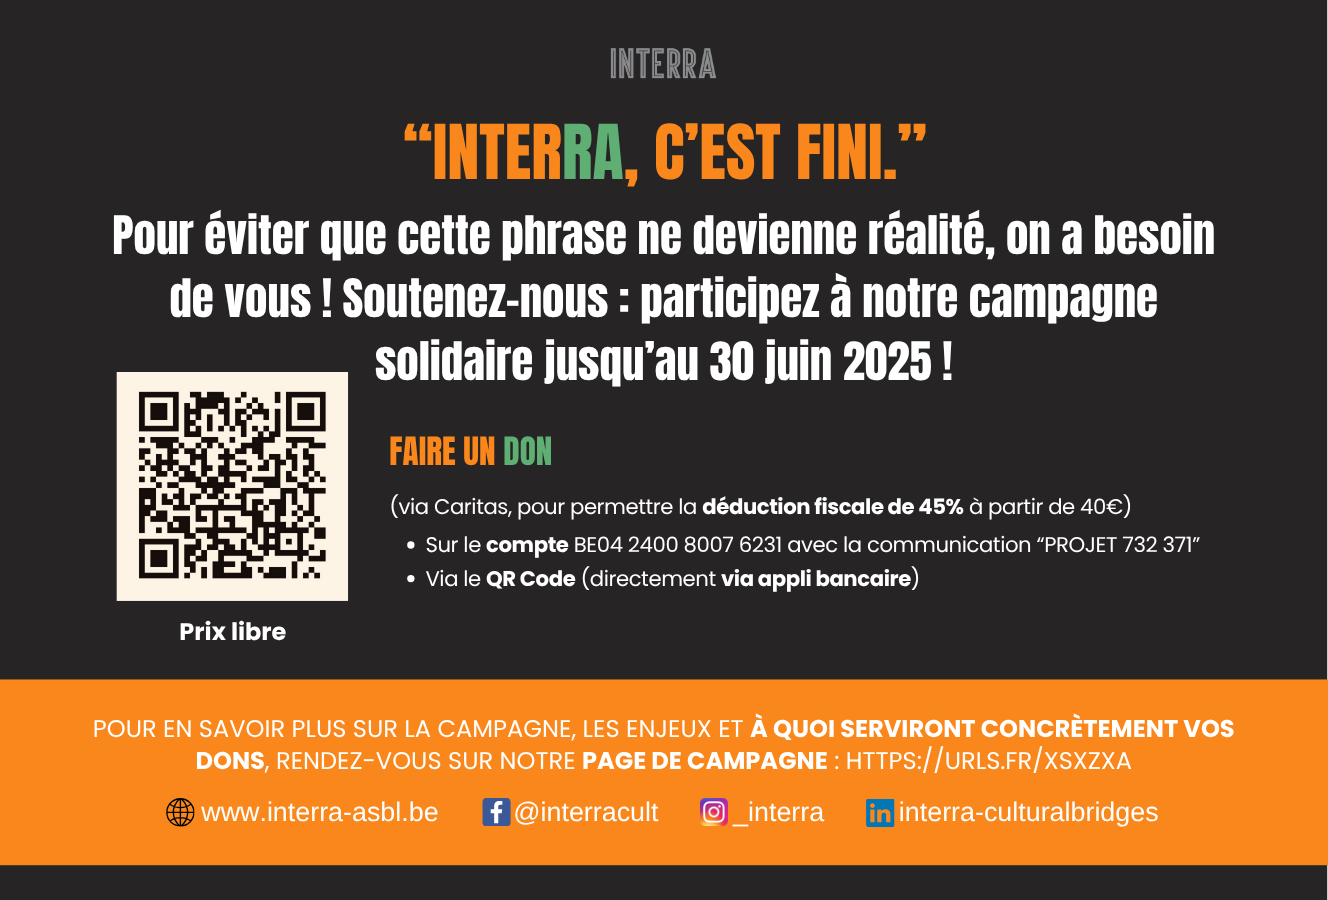 INTERRA
“INTERRA, C’EST FINI.”
Pour éviter que cette phrase ne devienne réalité, on a besoin
de vous ! Soutenez-nous : participez à notre campagne
solidaire jusqu’au 30 juin 2025 !
FAIRE UN DON
(via Caritas, pour permettre la déduction fiscale de 45% à partir de 40€)
• Sur le compte BE04 2400 8007 6231 avec la communication “PROJET 732 371”
• Via le QR Code (directement via appli bancaire)
Prix libre
POUR EN SAVOIR PLUS SUR LA CAMPAGNE, LES ENJEUX ET À QUOI SERVIRONT CONCRÈTEMENT VOS
DONS, RENDEZ-VOUS SUR NOTRE PAGE DE CAMPAGNE : HTTPS://URLS.FR/XSXZXA
www.interra-asbl.be @interracult _interra interra-culturalbridges